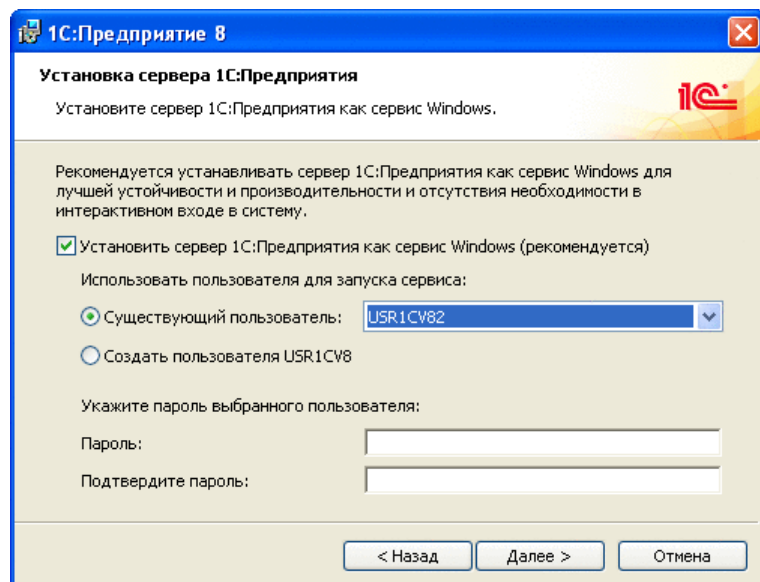 1С:Предприятие 8
Установка сервера 1С:Предприятия
Установите сервер 1С:Предприятия как сервис Windows.
1С
Рекомендуется устанавливать сервер 1С:Предприятия как сервис Windows для
лучшей устойчивости и производительности и отсутствия необходимости в
интерактивном входе в систему.
Установить сервер 1С:Предприятия как сервис Windows (рекомендуется)
Использовать пользователя для запуска сервиса:
Существующий пользователь: USR1CV82
Создать пользователя USR1CV8
Укажите пароль выбранного пользователя:
Пароль:
Подтвердите пароль:
< Назад Далее > Отмена